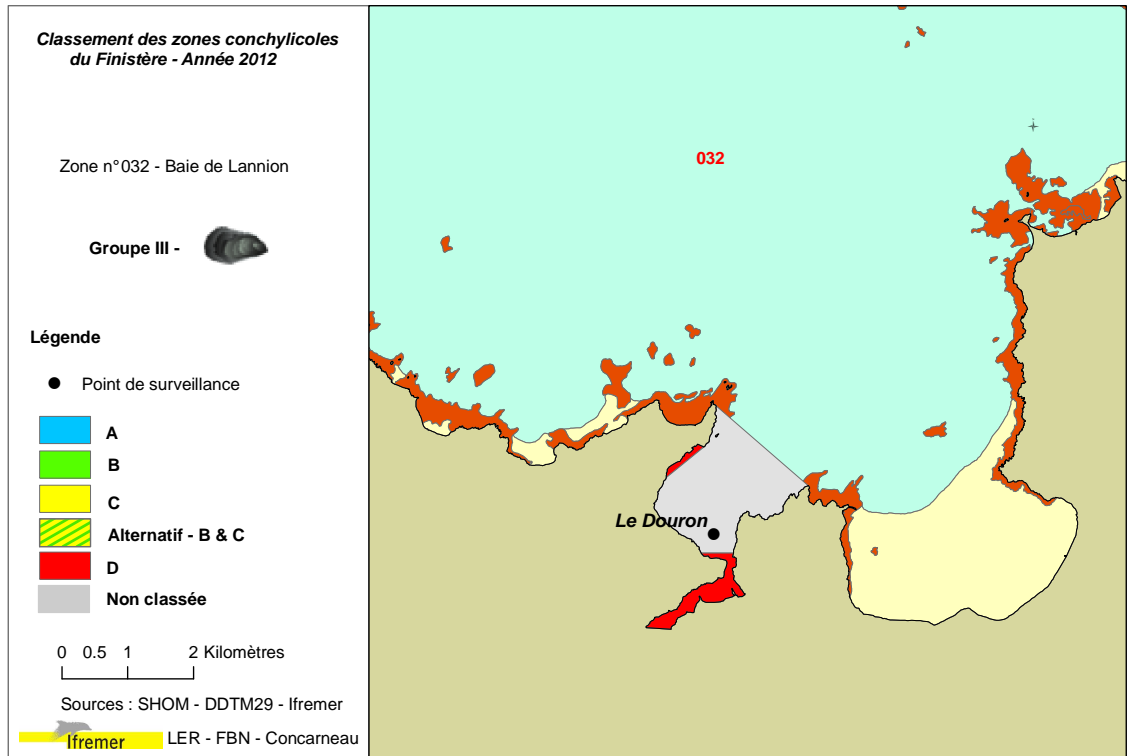 Classement des zones conchylicoles
du Finistère - Année 2012
Zone n°032 - Baie de Lannion
Groupe III -
Légende
Point de surveillance
A
B
C
Alternatif - B & C
D
Non classée
0 0.5 1 2 Kilomètres
Sources : SHOM - DDTM29 - Ifremer
Ifremer LER - FBN - Concarneau
032
Le Douron